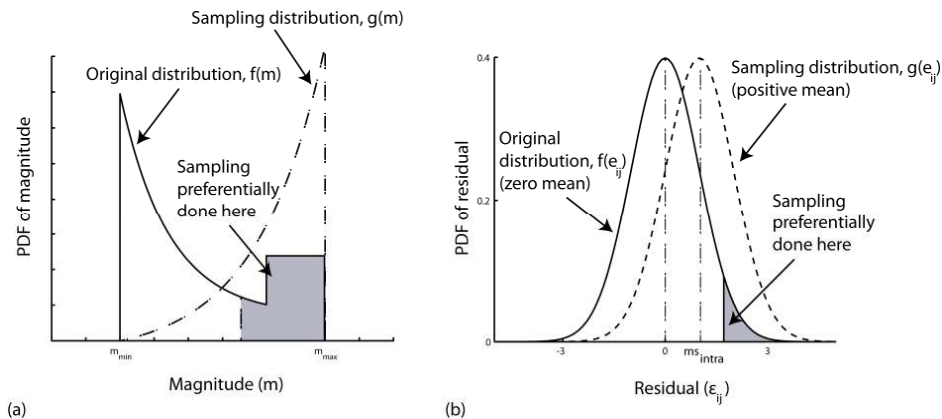 Sampling distribution, g(m)
Original distribution, f(m)
Sampling
preferentially
done here
PDF of magnitude
m min
m max
Magnitude (m)
(a)
0.4
0.2
0
PDF of residual
Sampling distribution, g(e ij)
(positive mean)
Original
distribution, f(e ij)
(zero mean)
Sampling
preferentially
done here
-3
0
ms intra
3
Residual (ε ij)
(b)